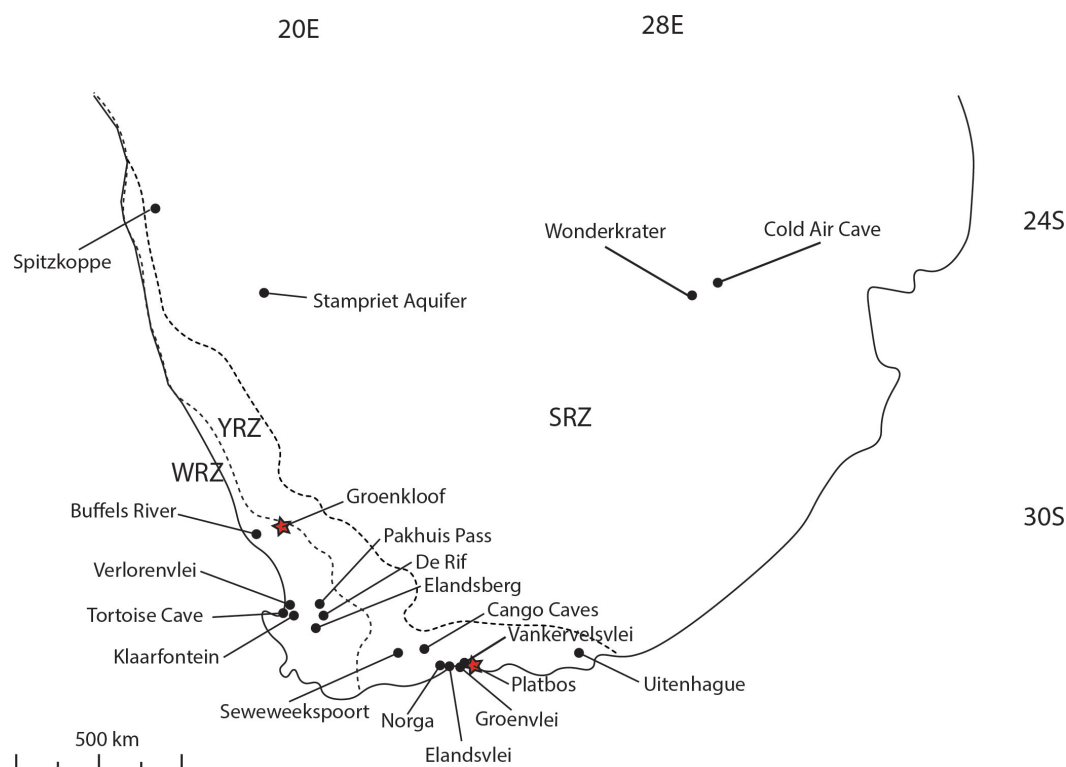 20E
28E
24S
Wonderkrater
Cold Air Cave
Spitzkoppe
Stampriet Aquifer
SRZ
YRZ
WRZ
Groenkloof
Buffels River
30S
Pakhuis Pass
De Rif
Verlorenvlei
Elandsberg
Tortoise Cave
Cango Caves
Vankervelsvlei
Klaarfontein
Platbos
Uitenhague
Seweweekspoort
Norga
Groenvlei
500 km
Elandsvlei